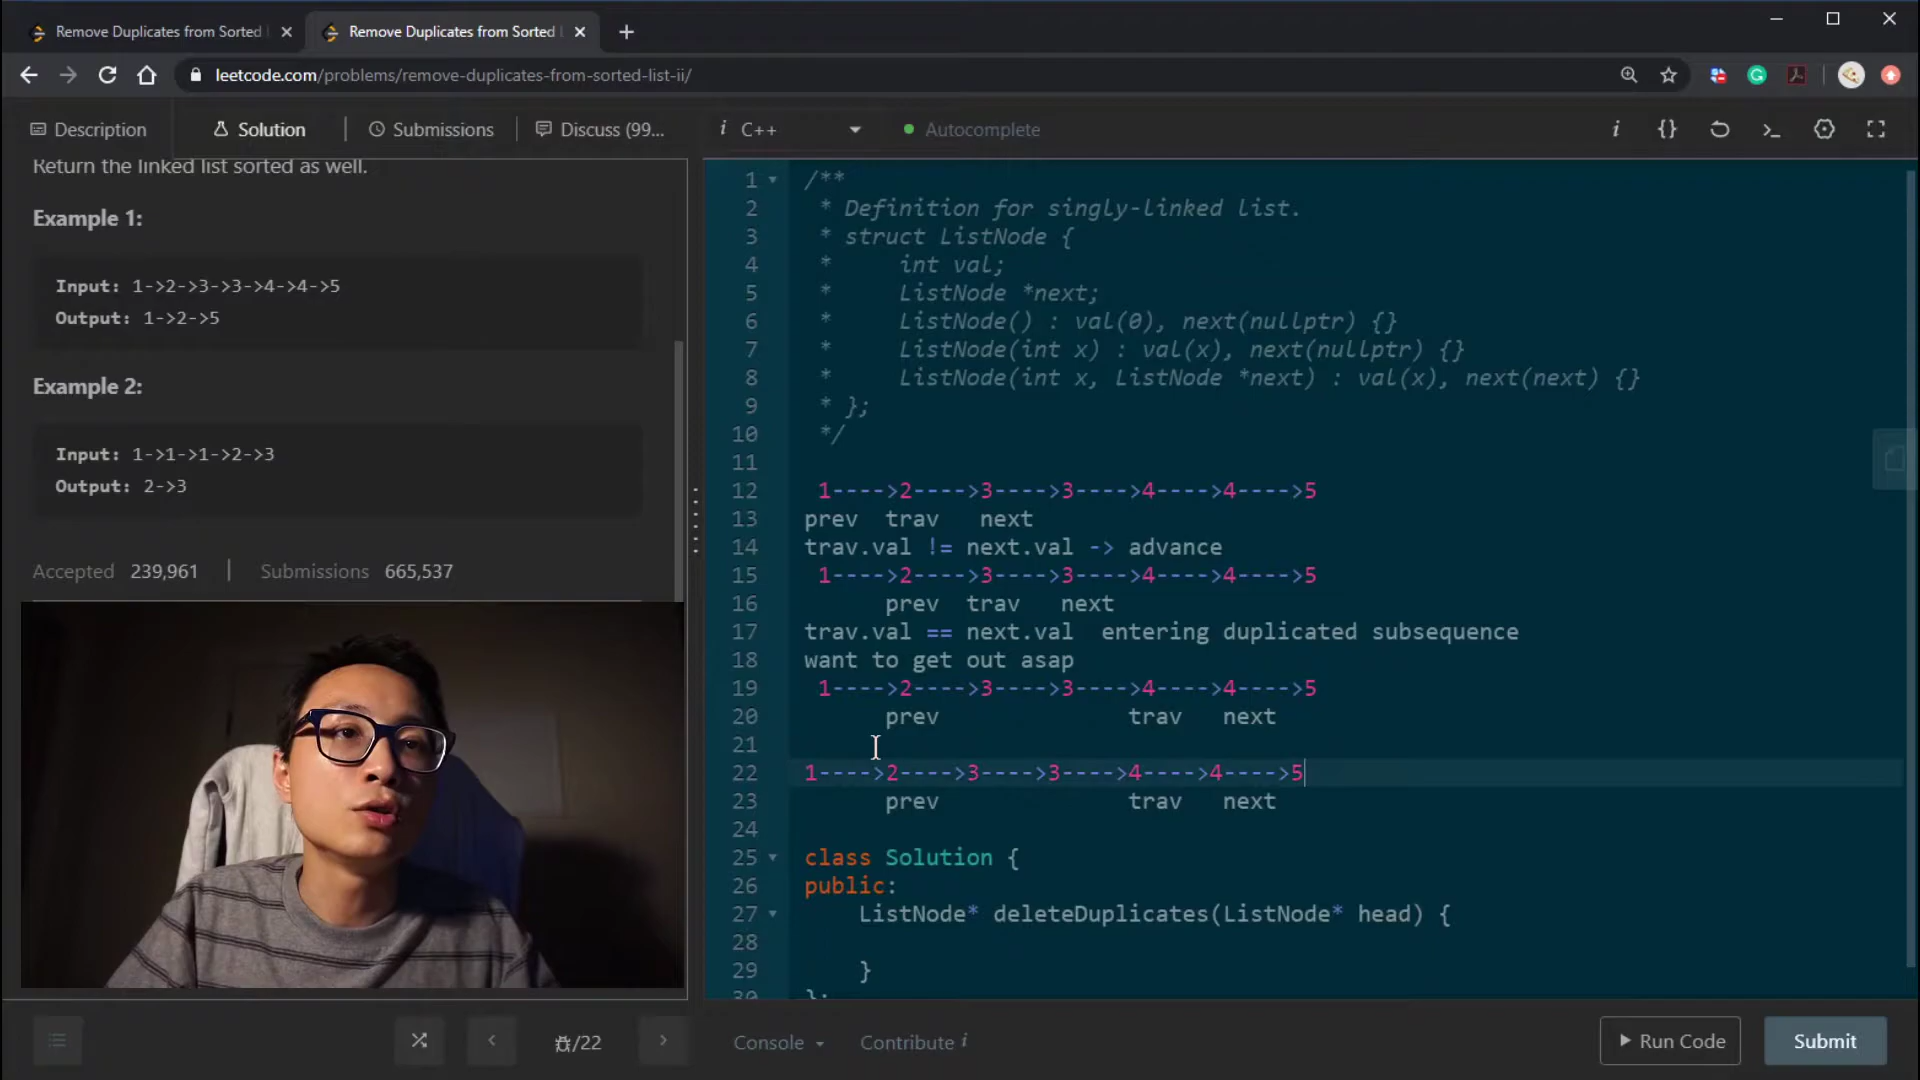 Remove Duplicates from Sorted
Remove Duplicates from Sorted
leetcode.com/problems/remove-duplicates-from-sorted-list-ii/
Description
Solution
Submissions
Discuss (99...
i C++
Autocomplete
Return the linked list sorted as well.
Example 1:
Input: 1->2->3->3->4->4->5
Output: 1->2->5
Example 2:
Input: 1->1->1->2->3
Output: 2->3
Accepted 239,961
Submissions 665,537
1 /**
2 * Definition for singly-linked list.
3 * struct ListNode {
4 * int val;
5 * ListNode *next;
6 * ListNode() : val(0), next(nullptr) {}
7 * ListNode(int x) : val(x), next(nullptr) {}
8 * ListNode(int x, ListNode *next) : val(x), next(next) {}
9 * };
10 */
11
12 1---->2---->3---->3---->4---->4---->5
13 prev trav next
14 trav.val != next.val -> advance
15 1---->2---->3---->3---->4---->4---->5
16 prev trav next
17 trav.val == next.val entering duplicated subsequence
18 want to get out asap
19 1---->2---->3---->3---->4---->4---->5
20 prev trav next
21
22 1---->2---->3---->3---->4---->4---->5
23 prev trav next
24
25 class Solution {
26 public:
27 ListNode* deleteDuplicates(ListNode* head) {
28
29 }
30 };
/22
Console
Contribute i
Run Code
Submit